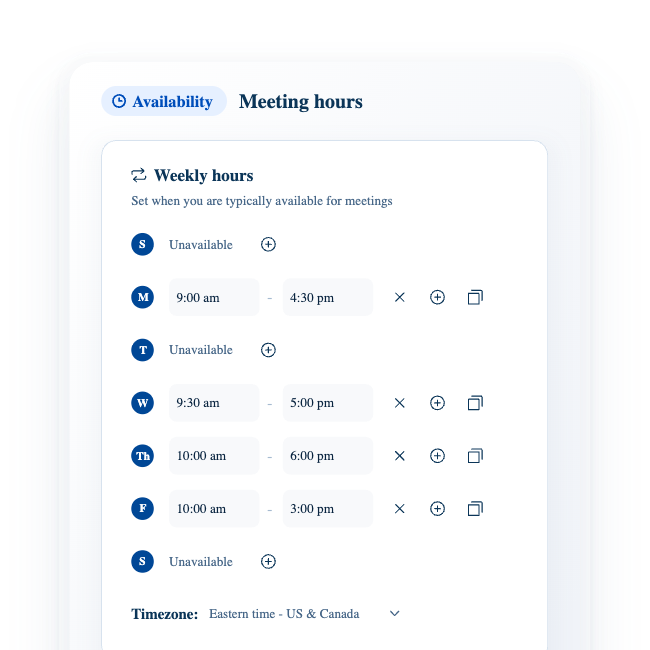 Availability Meeting hours
Weekly hours
Set when you are typically available for meetings
S Unavailable
M 9:00 am - 4:30 pm
T Unavailable
W 9:30 am - 5:00 pm
Th 10:00 am - 6:00 pm
F 10:00 am - 3:00 pm
S Unavailable
Timezone: Eastern time - US & Canada